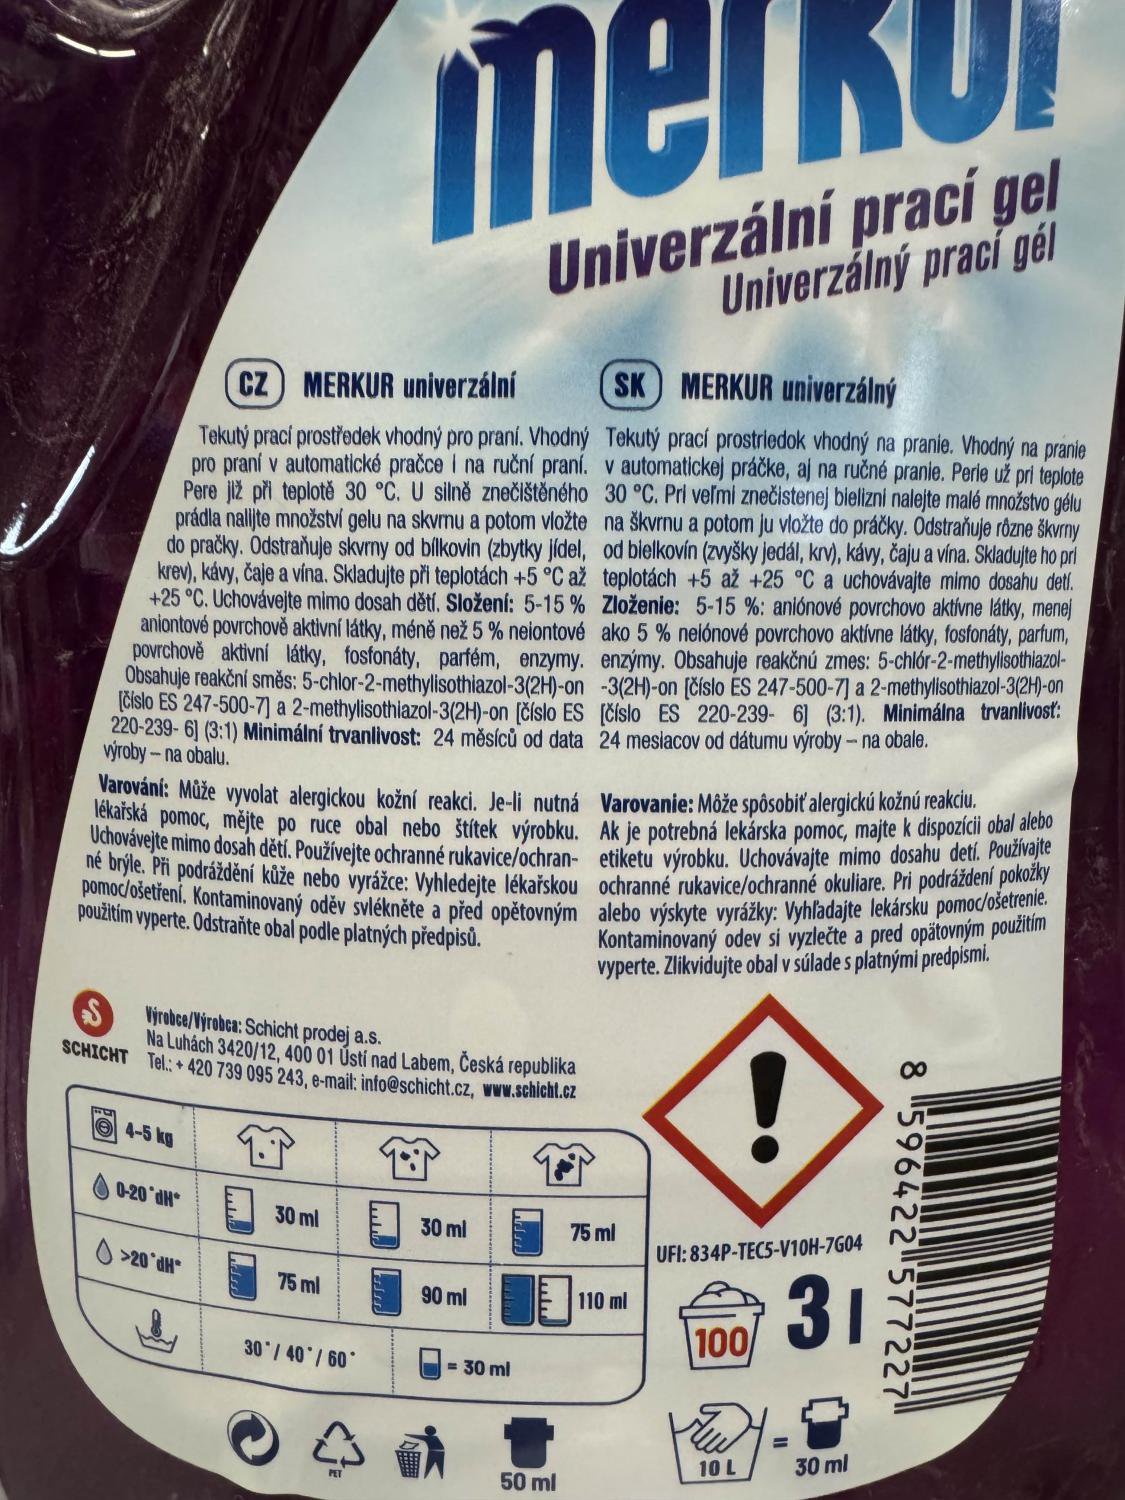 merkur
Univerzální prací gel
Univerzálný prací gél
CZ MERKUR univerzální
Tekutý prací prostředek vhodný pro praní. Vhodný
pro praní v automatické pračce i na ruční praní.
Pere již při teplotě 30 °C. U silně znečištěného
prádla nalijte množství gelu na skvrnu a potom vložte
do pračky. Odstraňuje skvrny od bílkovin (zbytky jídel,
krev), kávy, čaje a vína. Skladujte při teplotách +5 °C až
+25 °C. Uchovávejte mimo dosah dětí. Složení: 5-15 %
aniontové povrchově aktivní látky, méně než 5 % neiontové
povrchově aktivní látky, fosfonáty, parfém, enzymy.
Obsahuje reakční směs: 5-chlor-2-methylisothiazol-3(2H)-on
[číslo ES 247-500-7] a 2-methylisothiazol-3(2H)-on [číslo ES
220-239- 6] (3:1) Minimální trvanlivost: 24 měsíců od data
výroby – na obalu.
Varování: Může vyvolat alergickou kožní reakci. Je-li nutná
lékařská pomoc, mějte po ruce obal nebo štítek výrobku.
Uchovávejte mimo dosah dětí. Používejte ochranné rukavice/ochran-
né brýle. Při podráždění kůže nebo vyrážce: Vyhledejte lékařskou
pomoc/ošetření. Kontaminovaný oděv svlékněte a před opětovným
použitím vyperte. Odstraňte obal podle platných předpisů.
SK MERKUR univerzálný
Tekutý prací prostriedok vhodný na pranie. Vhodný na pranie
v automatickej práčke, aj na ručné pranie. Perie už pri teplote
30 °C. Pri veľmi znečistenej bielizni nalejte malé množstvo gélu
na škvrnu a potom ju vložte do práčky. Odstraňuje rôzne škvrny
od bielkovín (zvyšky jedál, krv), kávy, čaju a vína. Skladujte ho pri
teplotách +5 až +25 °C a uchovávajte mimo dosahu detí.
Zloženie: 5-15 %: aniónové povrchovo aktívne látky, menej
ako 5 % neiónové povrchovo aktívne látky, fosfonáty, parfum,
enzýmy. Obsahuje reakčnú zmes: 5-chlór-2-methylisothiazol-
-3(2H)-on [číslo ES 247-500-7] a 2-methylisothiazol-3(2H)-on
[číslo ES 220-239- 6] (3:1). Minimálna trvanlivosť:
24 mesiacov od dátumu výroby – na obale.
Varovanie: Môže spôsobiť alergickú kožnú reakciu.
Ak je potrebná lekárska pomoc, majte k dispozícii obal alebo
etiketu výrobku. Uchovávajte mimo dosahu detí. Používajte
ochranné rukavice/ochranné okuliare. Pri podráždení pokožky
alebo výskyte vyrážky: Vyhľadajte lekársku pomoc/ošetrenie.
Kontaminovaný odev si vyzlečte a pred opätovným použitím
vyperte. Zlikvidujte obal v súlade s platnými predpismi.
SCHICHT
Výrobce/Výrobca: Schicht prodej a.s.
Na Luhách 3420/12, 400 01 Ústí nad Labem, Česká republika
Tel.: + 420 739 095 243, e-mail: info@schicht.cz, www.schicht.cz
4-5 kg
0-20°dH* 30 ml 30 ml 75 ml
>20°dH* 75 ml 90 ml 110 ml
30°/ 40°/ 60° = 30 ml
PET
50 ml
UFI: 834P-TEC5-V10H-7G04
100
3 l
10 L = 30 ml
8 596422 577227